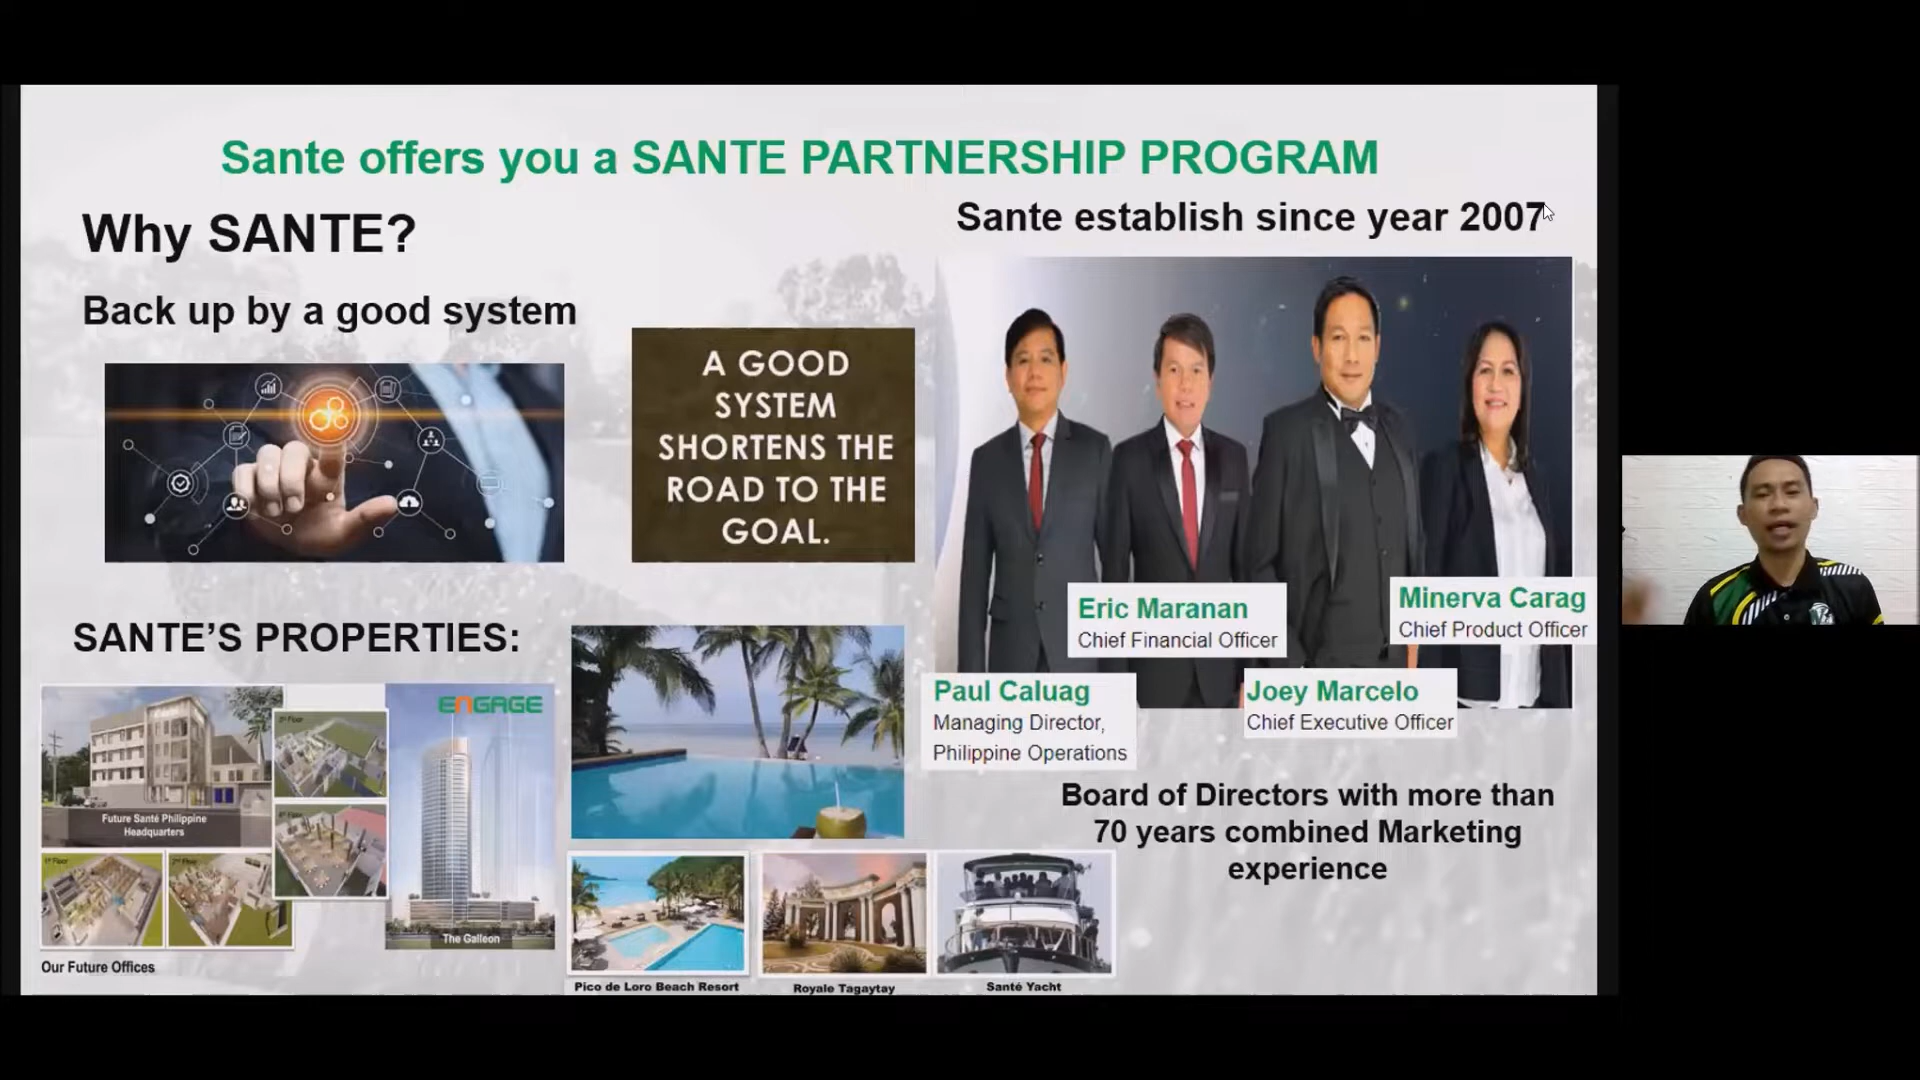 Sante offers you a SANTE PARTNERSHIP PROGRAM
Why SANTE?
Sante establish since year 2007
Back up by a good system
A GOOD
SYSTEM
SHORTENS THE
ROAD TO THE
GOAL.
Eric Maranan
Chief Financial Officer
Minerva Carag
Chief Product Officer
Paul Caluag
Managing Director,
Philippine Operations
Joey Marcelo
Chief Executive Officer
Board of Directors with more than
70 years combined Marketing
experience
SANTE'S PROPERTIES:
Future Santé Philippine
Headquarters
1st Floor
2nd Floor
ENGAGE
The Galleon
Our Future Offices
Pico de Loro Beach Resort
Royale Tagaytay
Santé Yacht